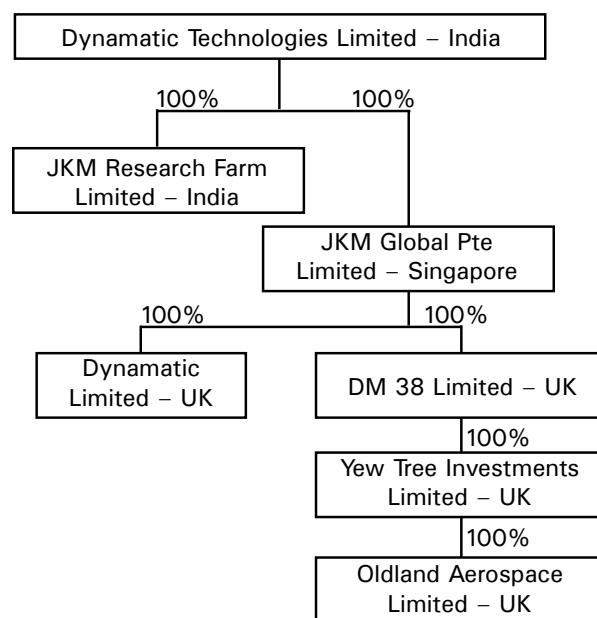 Dynamatic Technologies Limited – India
100% 100%
JKM Research Farm
Limited – India
JKM Global Pte
Limited – Singapore
100% 100%
Dynamatic
Limited – UK
DM 38 Limited – UK
100%
Yew Tree Investments
Limited – UK
100%
Oldland Aerospace
Limited – UK